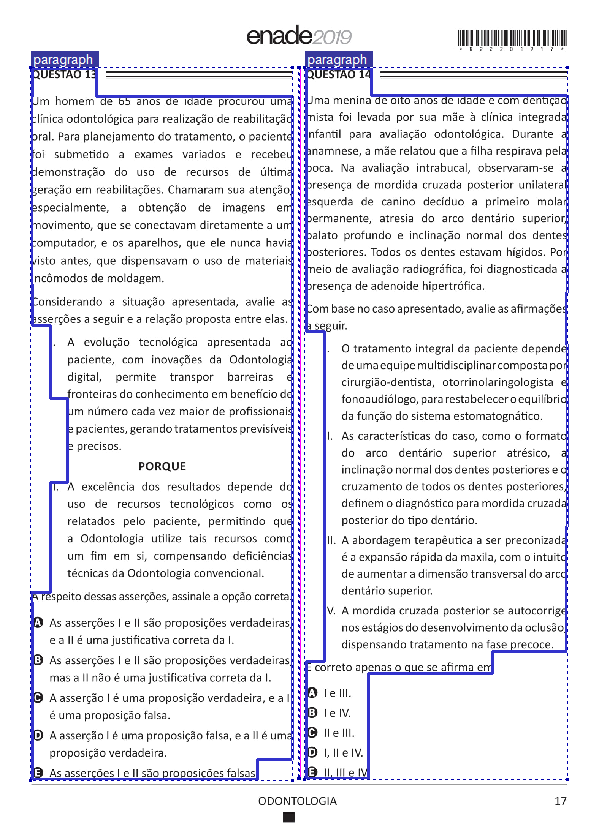 enade2019
paragraph
QUESTÃO 13
Um homem de 65 anos de idade procurou uma
clínica odontológica para realização de reabilitação
oral. Para planejamento do tratamento, o paciente
foi submetido a exames variados e recebeu
demonstração do uso de recursos de última
geração em reabilitações. Chamaram sua atenção,
especialmente, a obtenção de imagens em
movimento, que se conectavam diretamente a um
computador, e os aparelhos, que ele nunca havia
visto antes, que dispensavam o uso de materiais
incômodos de moldagem.
Considerando a situação apresentada, avalie as
asserções a seguir e a relação proposta entre elas.
I. A evolução tecnológica apresentada ao
paciente, com inovações da Odontologia
digital, permite transpor barreiras e
fronteiras do conhecimento em benefício de
um número cada vez maior de profissionais
e pacientes, gerando tratamentos previsíveis
e precisos.
PORQUE
II. A excelência dos resultados depende do
uso de recursos tecnológicos como os
relatados pelo paciente, permitindo que
a Odontologia utilize tais recursos como
um fim em si, compensando deficiências
técnicas da Odontologia convencional.
A respeito dessas asserções, assinale a opção correta.
A As asserções I e II são proposições verdadeiras,
e a II é uma justificativa correta da I.
B As asserções I e II são proposições verdadeiras,
mas a II não é uma justificativa correta da I.
C A asserção I é uma proposição verdadeira, e a II
é uma proposição falsa.
D A asserção I é uma proposição falsa, e a II é uma
proposição verdadeira.
E As asserções I e II são proposições falsas.
paragraph
QUESTÃO 14
Uma menina de oito anos de idade e com dentição
mista foi levada por sua mãe à clínica integrada
infantil para avaliação odontológica. Durante a
anamnese, a mãe relatou que a filha respirava pela
boca. Na avaliação intrabucal, observaram-se a
presença de mordida cruzada posterior unilateral
esquerda de canino decíduo a primeiro molar
permanente, atresia do arco dentário superior,
palato profundo e inclinação normal dos dentes
posteriores. Todos os dentes estavam hígidos. Por
meio de avaliação radiográfica, foi diagnosticada a
presença de adenoide hipertrófica.
Com base no caso apresentado, avalie as afirmações
a seguir.
I. O tratamento integral da paciente depende
de uma equipe multidisciplinar composta por
cirurgião-dentista, otorrinolaringologista e
fonoaudiólogo, para restabelecer o equilíbrio
da função do sistema estomatognático.
II. As características do caso, como o formato
do arco dentário superior atrésico, a
inclinação normal dos dentes posteriores e o
cruzamento de todos os dentes posteriores,
definem o diagnóstico para mordida cruzada
posterior do tipo dentário.
III. A abordagem terapêutica a ser preconizada
é a expansão rápida da maxila, com o intuito
de aumentar a dimensão transversal do arco
dentário superior.
IV. A mordida cruzada posterior se autocorrige
nos estágios do desenvolvimento da oclusão,
dispensando tratamento na fase precoce.
É correto apenas o que se afirma em
A I e III.
B I e IV.
C II e III.
D I, II e IV.
E II, III e IV.
ODONTOLOGIA
17